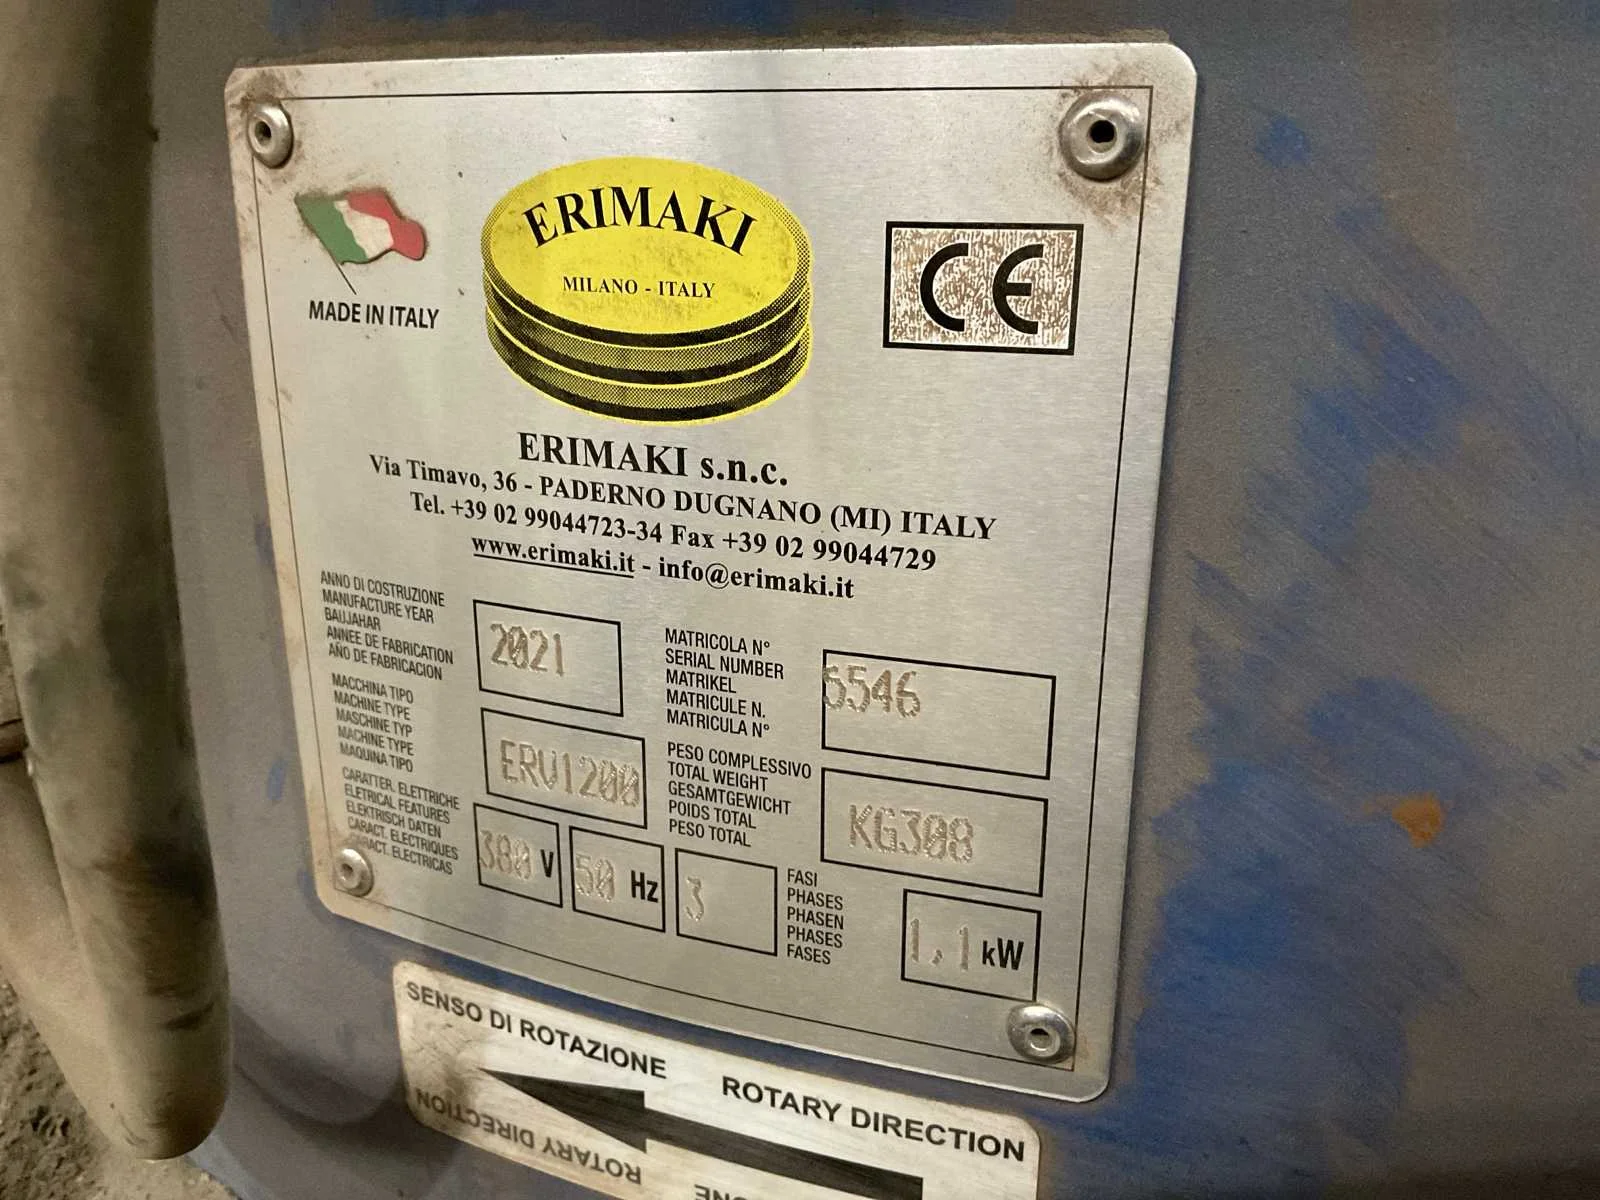 ERIMAKI
MILANO - ITALY
MADE IN ITALY
CE
ERIMAKI s.n.c.
Via Timavo, 36 - PADERNO DUGNANO (MI) ITALY
Tel. +39 02 99044723-34 Fax +39 02 99044729
www.erimaki.it - info@erimaki.it
ANNO DI COSTRUZIONE
MANUFACTURE YEAR
BAUJAHAR
ANNEE DE FABRICATION
AÑO DE FABRICACION
2021
MATRICOLA N°
SERIAL NUMBER
MATRIKEL
MATRICULE N.
MATRICULA N°
6546
MACCHINA TIPO
MACHINE TYPE
MASCHINE TYP
MACHINE TYPE
MAQUINA TIPO
ERV1200
PESO COMPLESSIVO
TOTAL WEIGHT
GESAMTGEWICHT
POIDS TOTAL
PESO TOTAL
KG308
CARATTER. ELETTRICHE
ELETRICAL FEATURES
ELEKTRISCH DATEN
CARACT. ELECTRIQUES
CARACT. ELECTRICAS
380 V
50 Hz
3
FASI
PHASES
PHASEN
PHASES
FASES
1,1 kW
SENSO DI ROTAZIONE
ROTARY DIRECTION
ROTARY DIRECTION